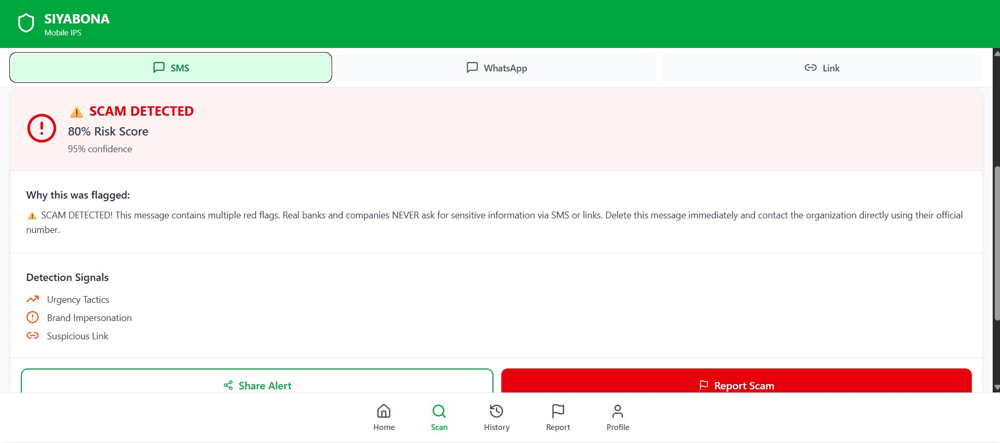 SIYABONA
Mobile IPS
SMS
WhatsApp
Link
⚠️ SCAM DETECTED
80% Risk Score
95% confidence
Why this was flagged:
⚠️ SCAM DETECTED! This message contains multiple red flags. Real banks and companies NEVER ask for sensitive information via SMS or links. Delete this message immediately and contact the organization directly using their official
number.
Detection Signals
Urgency Tactics
Brand Impersonation
Suspicious Link
Share Alert
Report Scam
Home
Scan
History
Report
Profile